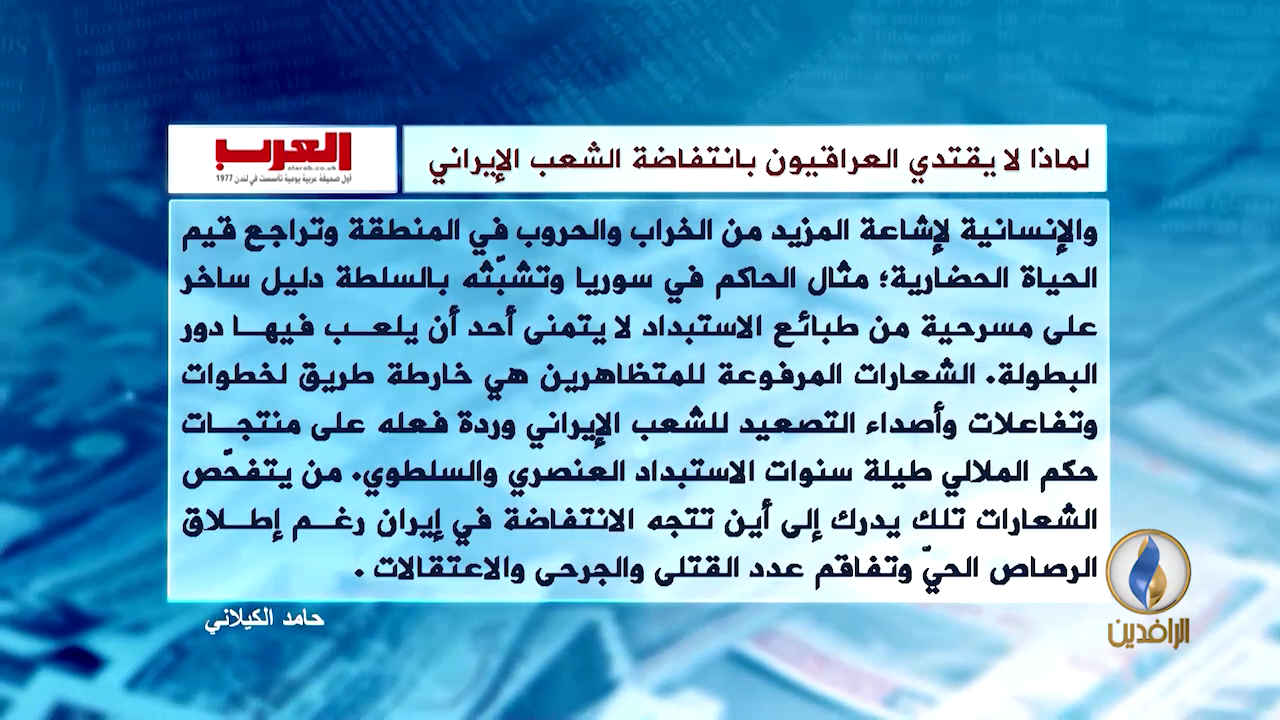 لماذا لا يقتدي العراقيون بانتفاضة الشعب الإيراني
العرب
alarab.co.uk
أول صحيفة عربية يومية تأسست في لندن 1977
والإنسانية لإشاعة المزيد من الخراب والحروب في المنطقة وتراجع قيم
الحياة الحضارية؛ مثال الحاكم في سوريا وتشبّثه بالسلطة دليل ساخر
على مسرحية من طبائع الاستبداد لا يتمنى أحد أن يلعب فيها دور
البطولة. الشعارات المرفوعة للمتظاهرين هي خارطة طريق لخطوات
وتفاعلات وأصداء التصعيد للشعب الإيراني وردة فعله على منتجات
حكم الملالي طيلة سنوات الاستبداد العنصري والسلطوي. من يتفحّص
الشعارات تلك يدرك إلى أين تتجه الانتفاضة في إيران رغم إطلاق
الرصاص الحيّ وتفاقم عدد القتلى والجرحى والاعتقالات .
حامد الكيلاني
الرافدين